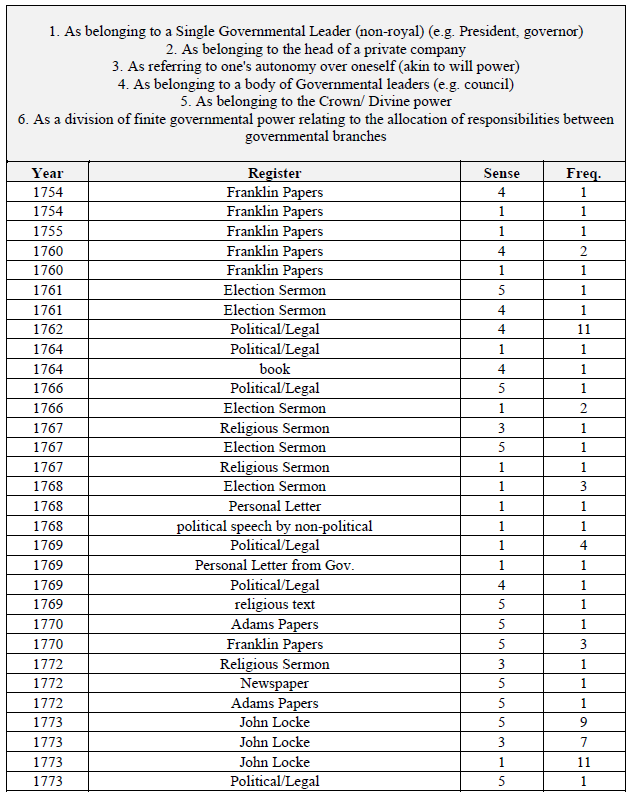 1. As belonging to a Single Governmental Leader (non-royal) (e.g. President, governor)
2. As belonging to the head of a private company
3. As referring to one's autonomy over oneself (akin to will power)
4. As belonging to a body of Governmental leaders (e.g. council)
5. As belonging to the Crown/ Divine power
6. As a division of finite governmental power relating to the allocation of responsibilities between
governmental branches
Year Register Sense Freq.
1754 Franklin Papers 4 1
1754 Franklin Papers 1 1
1755 Franklin Papers 1 1
1760 Franklin Papers 4 2
1760 Franklin Papers 1 1
1761 Election Sermon 5 1
1761 Election Sermon 4 1
1762 Political/Legal 4 11
1764 Political/Legal 1 1
1764 book 4 1
1766 Political/Legal 5 1
1766 Election Sermon 1 2
1767 Religious Sermon 3 1
1767 Election Sermon 5 1
1767 Religious Sermon 1 1
1768 Election Sermon 1 3
1768 Personal Letter 1 1
1768 political speech by non-political 1 1
1769 Political/Legal 1 4
1769 Personal Letter from Gov. 1 1
1769 Political/Legal 4 1
1769 religious text 5 1
1770 Adams Papers 5 1
1770 Franklin Papers 5 3
1772 Religious Sermon 3 1
1772 Newspaper 5 1
1772 Adams Papers 5 1
1773 John Locke 5 9
1773 John Locke 3 7
1773 John Locke 1 11
1773 Political/Legal 5 1